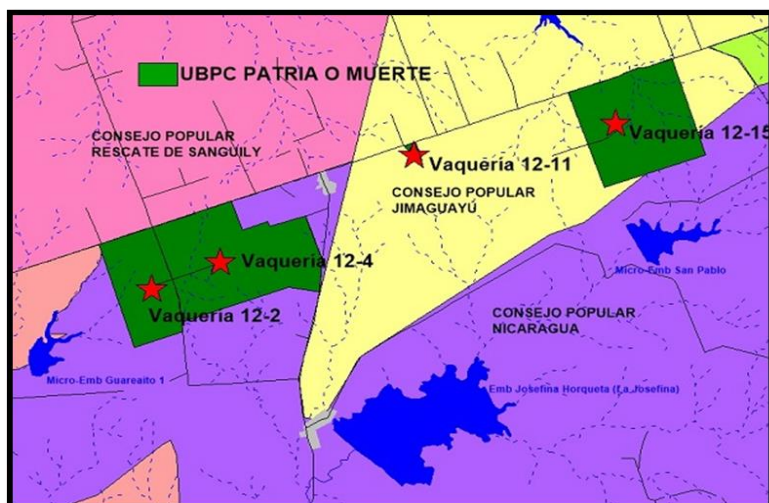 UBPC PATRIA O MUERTE
CONSEJO POPULAR
RESCATE DE SANGUILY
Vaquería 12-15
Vaquería 12-11
CONSEJO POPULAR
JIMAGUAYÚ
Vaquería 12-4
Micro-Emb San Pablo
Vaquería 12-2
CONSEJO POPULAR
NICARAGUA
Micro-Emb Guareaito 1
Emb Josefina Horqueta (La Josefina)